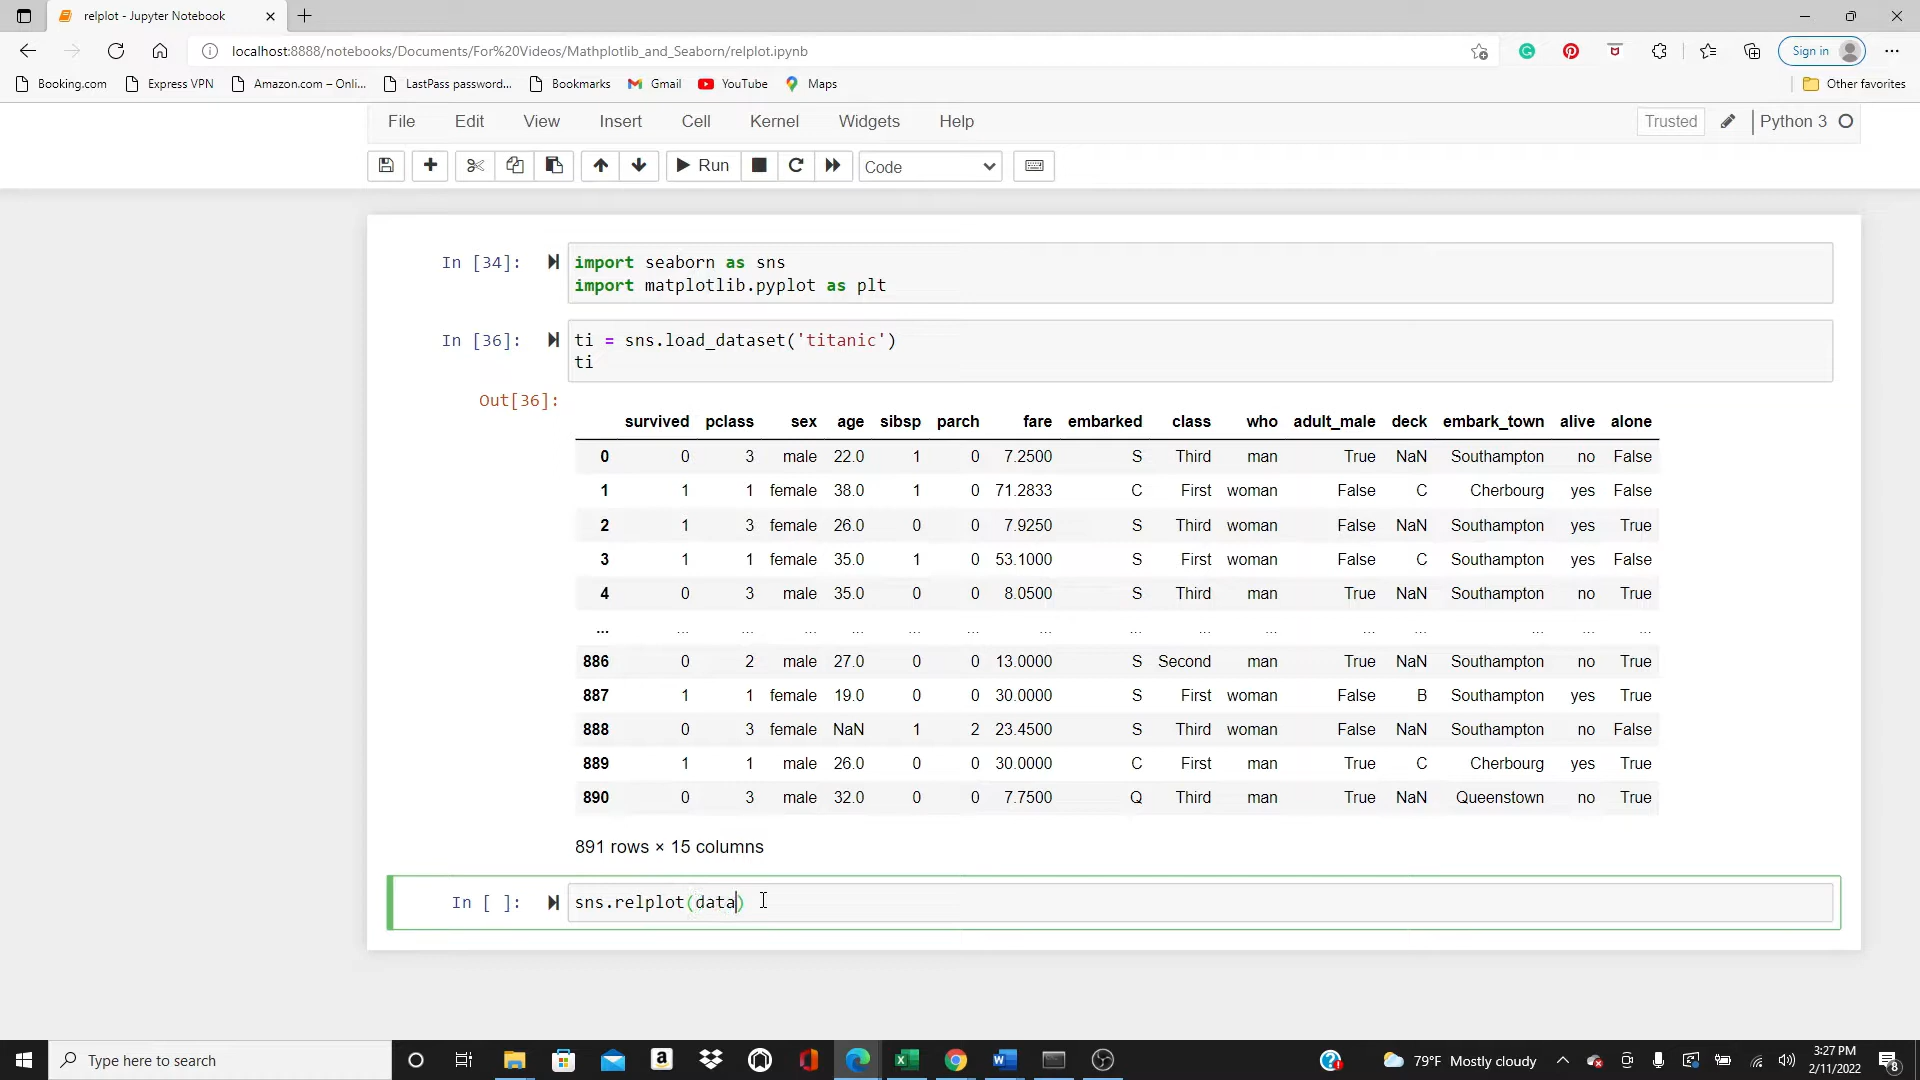 relplot - Jupyter Notebook
localhost:8888/notebooks/Documents/For%20Videos/Mathplotlib_and_Seaborn/relplot.ipynb
Sign in
Booking.com Express VPN Amazon.com – Onli... LastPass password... Bookmarks Gmail YouTube Maps Other favorites
File Edit View Insert Cell Kernel Widgets Help Trusted Python 3
Run Code
In [34]: import seaborn as sns
import matplotlib.pyplot as plt
In [36]: ti = sns.load_dataset('titanic')
ti
Out[36]:
survived pclass sex age sibsp parch fare embarked class who adult_male deck embark_town alive alone
0 0 3 male 22.0 1 0 7.2500 S Third man True NaN Southampton no False
1 1 1 female 38.0 1 0 71.2833 C First woman False C Cherbourg yes False
2 1 3 female 26.0 0 0 7.9250 S Third woman False NaN Southampton yes True
3 1 1 female 35.0 1 0 53.1000 S First woman False C Southampton yes False
4 0 3 male 35.0 0 0 8.0500 S Third man True NaN Southampton no True
... ... ... ... ... ... ... ... ... ... ... ... ... ... ... ...
886 0 2 male 27.0 0 0 13.0000 S Second man True NaN Southampton no True
887 1 1 female 19.0 0 0 30.0000 S First woman False B Southampton yes True
888 0 3 female NaN 1 2 23.4500 S Third woman False NaN Southampton no False
889 1 1 male 26.0 0 0 30.0000 C First man True C Cherbourg yes True
890 0 3 male 32.0 0 0 7.7500 Q Third man True NaN Queenstown no True
891 rows × 15 columns
In [ ]: sns.relplot(data)
Type here to search
79°F Mostly cloudy
3:27 PM
2/11/2022
8